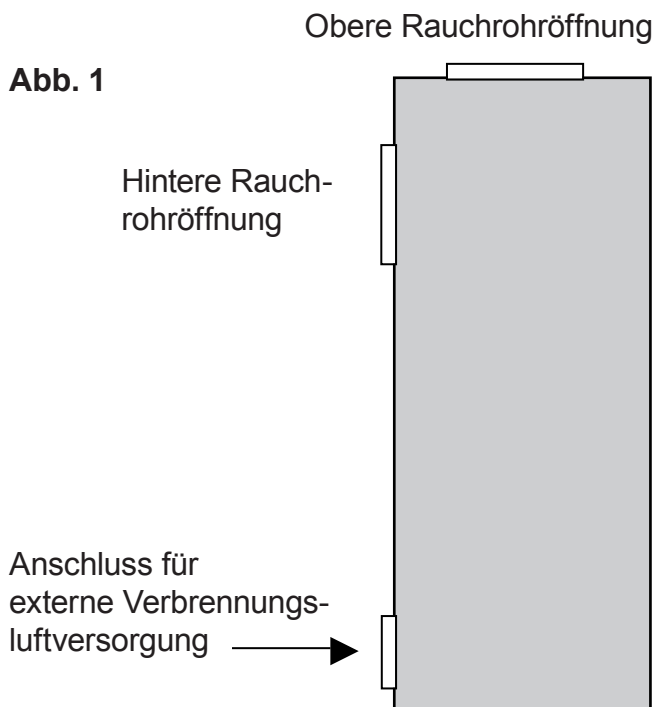 Obere Rauchrohröffnung
Abb. 1
Hintere Rauch-
rohröffnung
Anschluss für
externe Verbrennungs-
luftversorgung